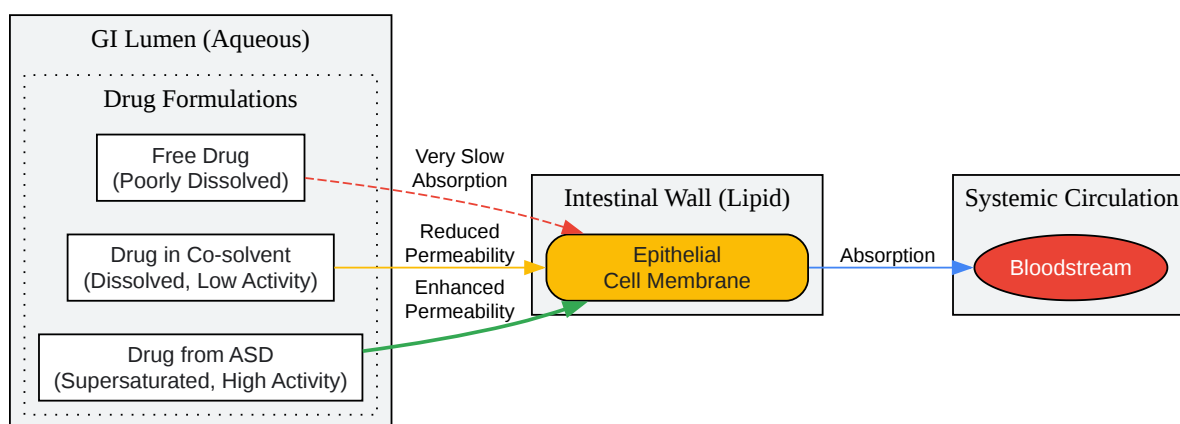 GI Lumen (Aqueous)
Drug Formulations
Free Drug
(Poorly Dissolved)
Drug in Co-solvent
(Dissolved, Low Activity)
Drug from ASD
(Supersaturated, High Activity)
Very Slow
Absorption
Reduced
Permeability
Enhanced
Permeability
Intestinal Wall (Lipid)
Epithelial
Cell Membrane
Absorption
Systemic Circulation
Bloodstream